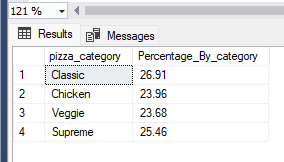 121 %
Results Messages
pizza_category Percentage_By_category
1 Classic 26.91
2 Chicken 23.96
3 Veggie 23.68
4 Supreme 25.46